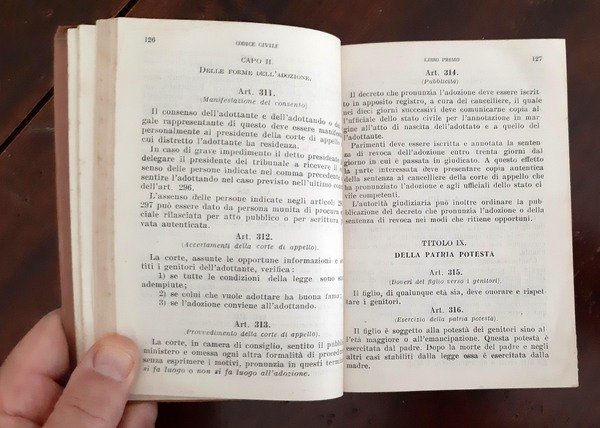 126
CODICE CIVILE
CAPO II
DELLE FORME DELL'ADOZIONE.
Art. 311.
(Manifestazione del consento)
Il consenso dell'adottante e dell'adottando o del
gale rappresentante di questo deve essere manifes
personalmente al presidente della corte di appello
cui distretto l'adottante ha residenza.
In caso di grave impedimento il detto presidente
delegare il presidente del tribunale a ricevere il
senso delle persone indicate nel comma precedente
sentire l'adottando nel caso previsto nell'ultimo com
dell'art. 296.
L'assenso delle persone indicate negli articoli
297 può essere dato da persona munita di procura
ciale rilasciata per atto pubblico o per scrittura p
vata autenticata.
Art. 312.
(Accertamenti della corte di appello).
La corte, assunte le opportune informazioni e
titi i genitori dell'adottante, verifica:
1) se tutte le condizioni della legge sono
adempiute;
2) se colui che vuole adottare ha buona fama;
3) se l'adozione conviene all'adottando.
Art. 313.
(Provvedimento della corte di appello).
La corte, in camera di consiglio, sentito il pubbl
ministero e omessa ogni altra formalità di procedura
senza esprimere i motivi, pronunzia in questi termi
si fa luogo o non si fa luogo all'adozione.
LIBRO PRIMO
127
Art. 314.
(Pubblicità)
Il decreto che pronunzia l'adozione deve essere iscrit
to in apposito registro, a cura del cancelliere, il quale
nei dieci giorni successivi deve comunicarne copia al
l'ufficiale dello stato civile per l'annotazione in mar
gine all'atto di nascita dell'adottato e a quello del
l'adottante.
Parimenti deve essere iscritta e annotata la senten
za di revoca dell'adozione entro trenta giorni dal
giorno in cui è passata in giudicato. A questo effetto
la parte interessata deve presentare copia autentica
della sentenza al cancelliere della corte di appello che
ha pronunziato l'adozione e agli ufficiali dello stato ci
vile competenti.
L'autorità giudiziaria può inoltre ordinare la pub
blicazione del decreto che pronunzia l'adozione o della
sentenza di revoca nei modi che ritiene opportuni.
TITOLO IX.
DELLA PATRIA POTESTÀ
Art. 315.
(Doveri del figlio verso i genitori).
Il figlio, di qualunque età sia, deve onorare e rispet
tare i genitori.
Art. 316.
(Esercizio della patria potestà)
Il figlio è soggetto alla potestà dei genitori sino al
l'età maggiore o all'emancipazione. Questa potestà è
esercitata dal padre. Dopo la morte del padre e negli
altri casi stabiliti dalla legge essa è esercitata dalla
madre.